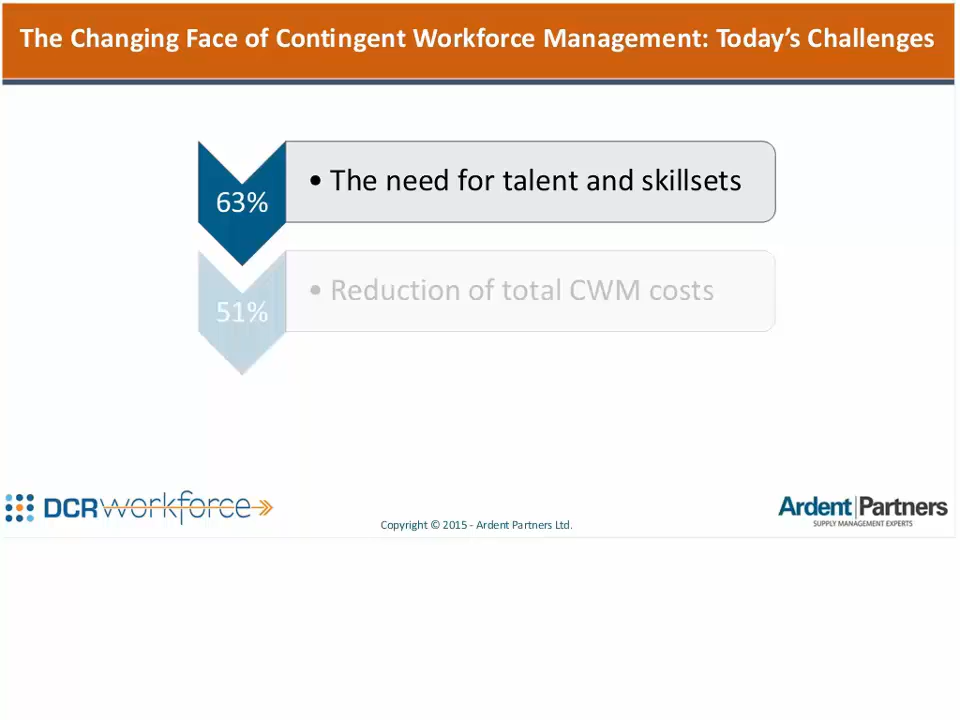 The Changing Face of Contingent Workforce Management: Today’s Challenges
63%
• The need for talent and skillsets
51%
• Reduction of total CWM costs
DCRworkforce
Copyright © 2015 - Ardent Partners Ltd.
Ardent Partners
SUPPLY MANAGEMENT EXPERTS